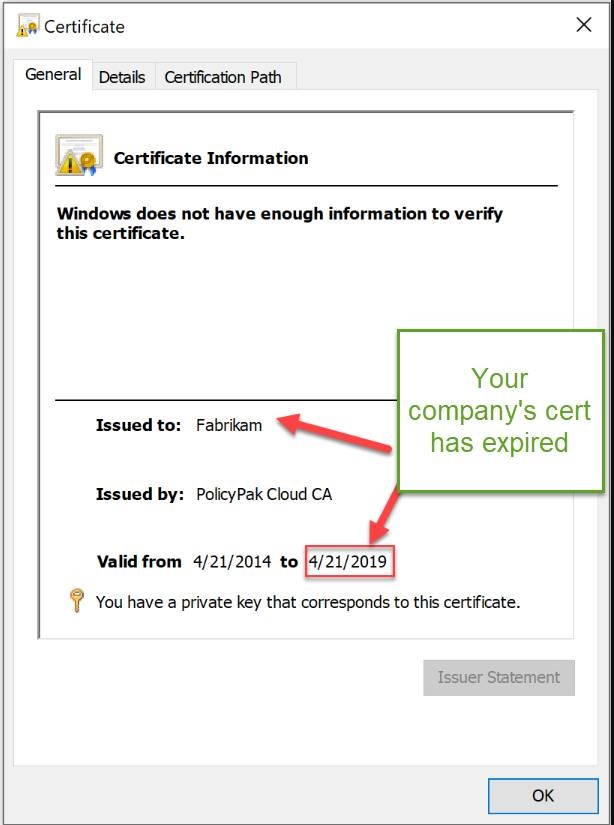 Certificate
General Details Certification Path
Certificate Information
Windows does not have enough information to verify
this certificate.
Your
company's cert
has expired
Issued to: Fabrikam
Issued by: PolicyPak Cloud CA
Valid from 4/21/2014 to 4/21/2019
You have a private key that corresponds to this certificate.
Issuer Statement
OK